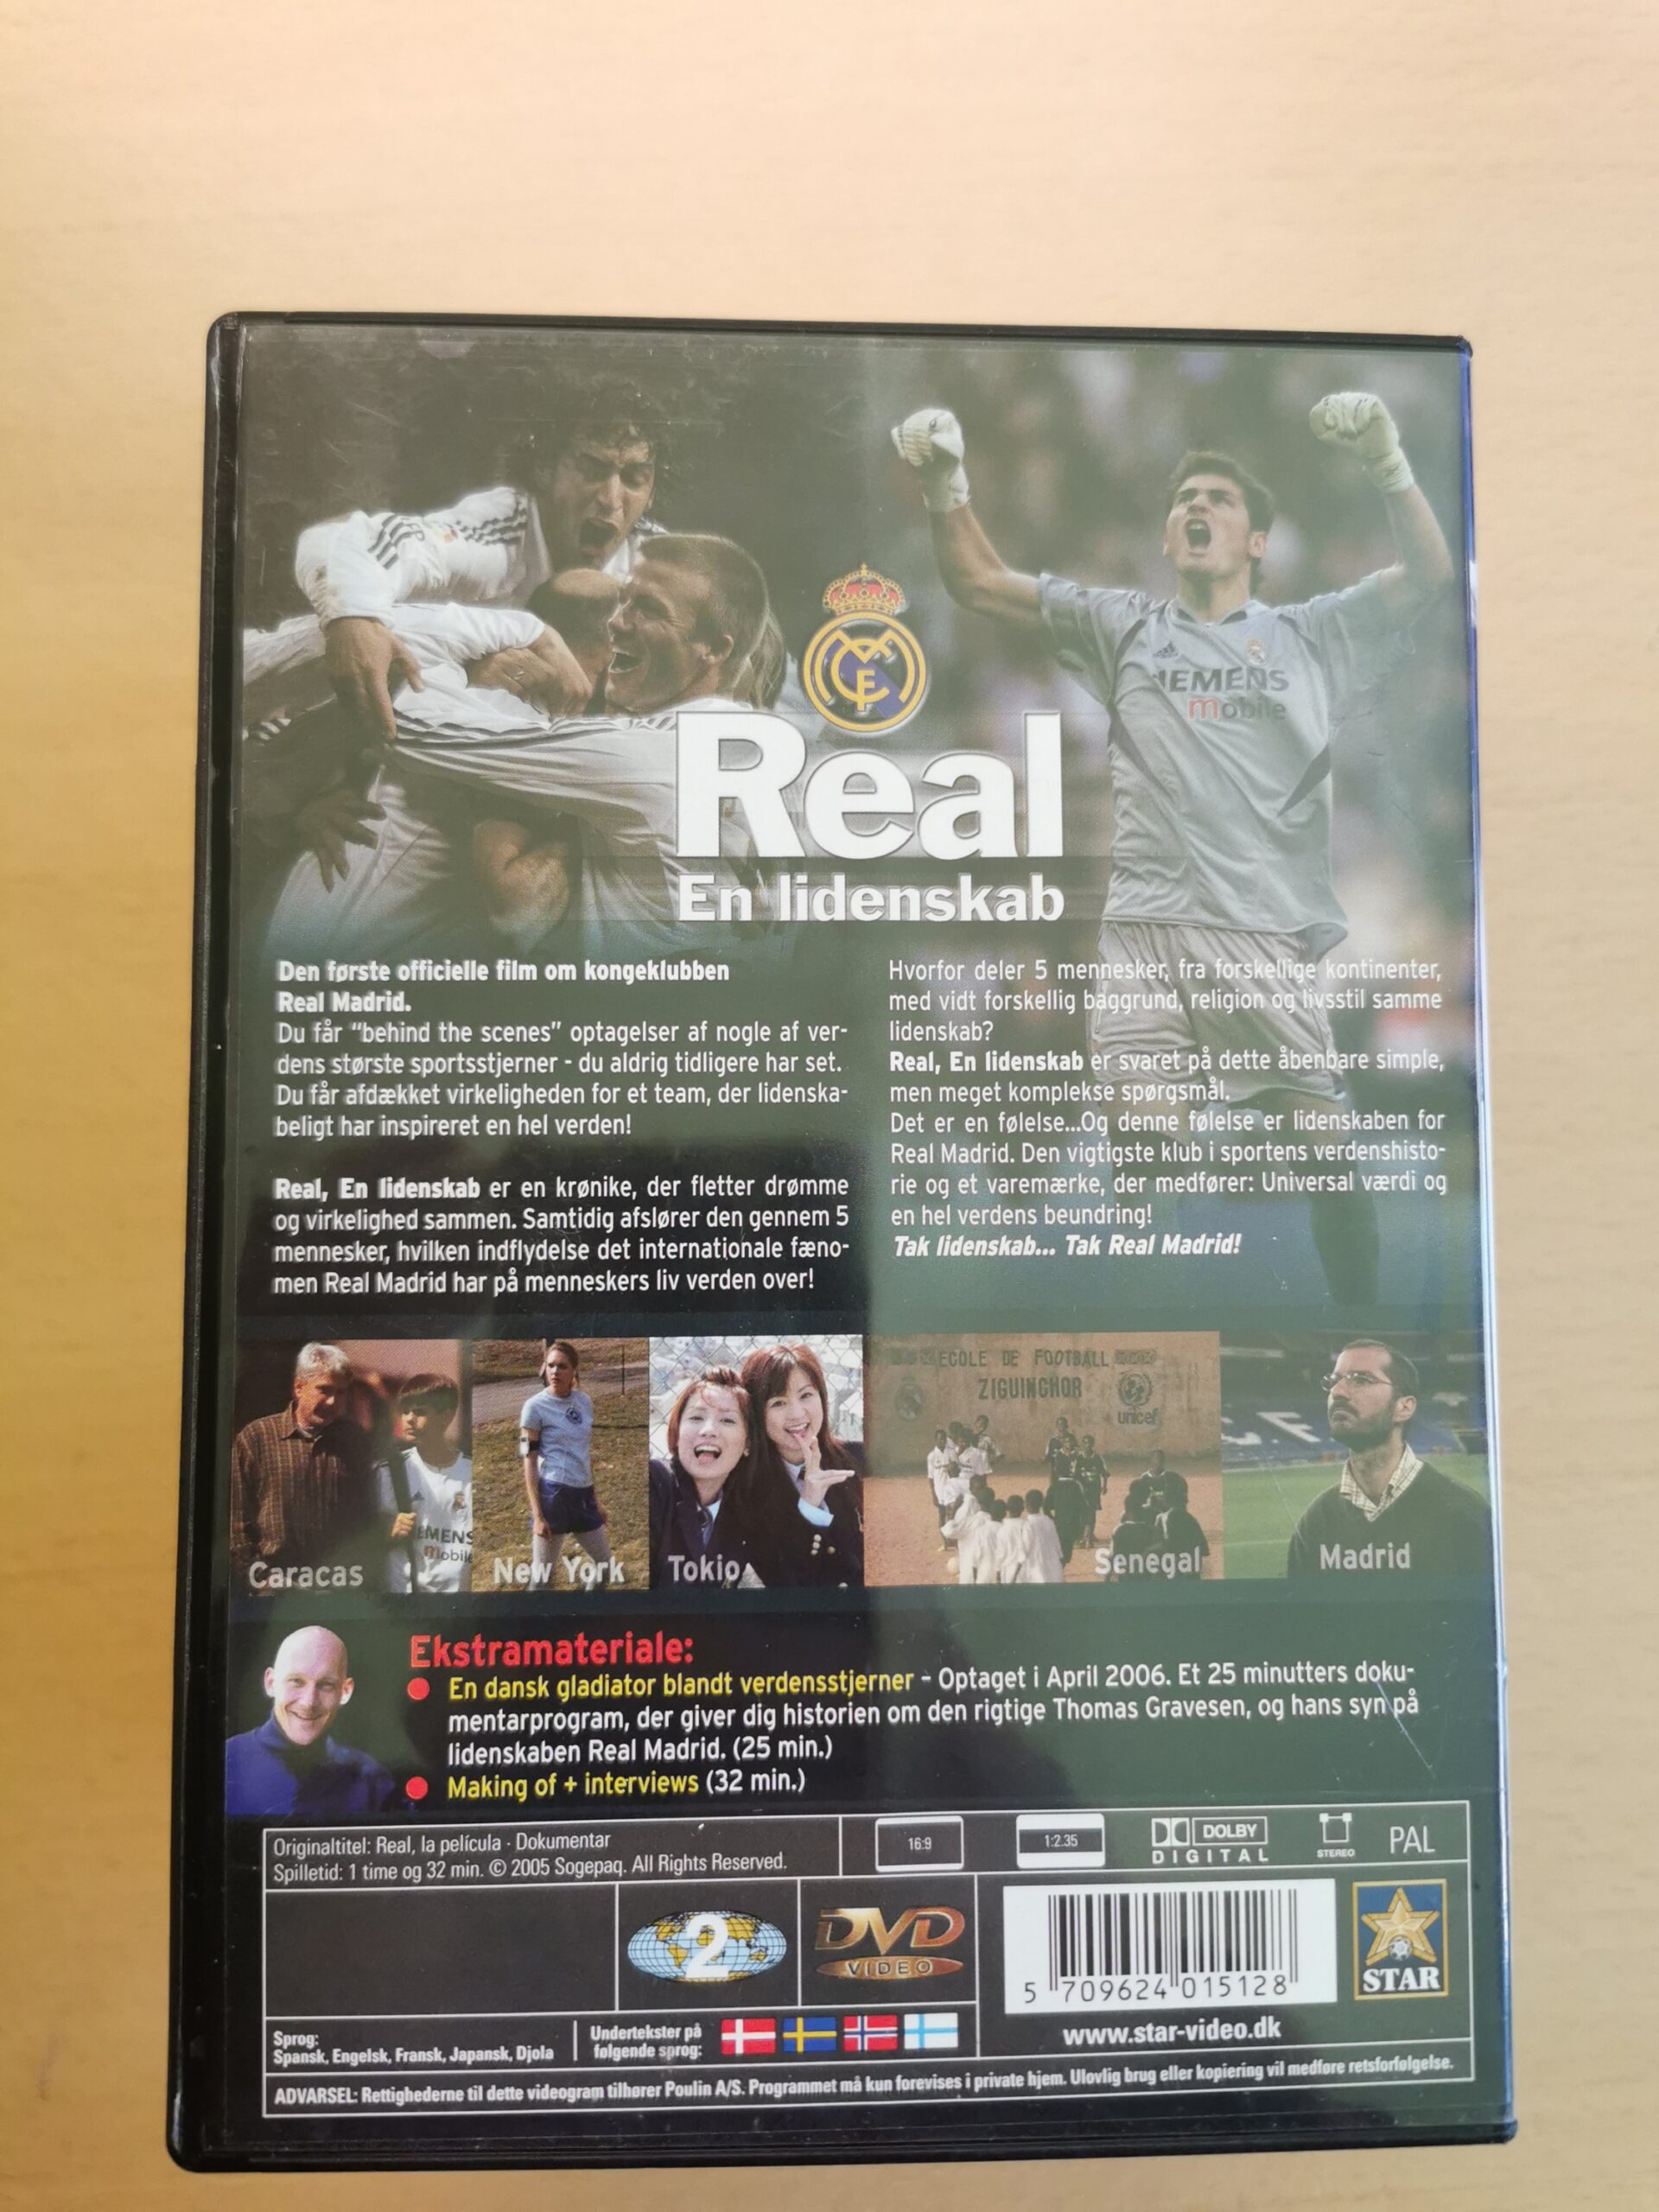 IEMENS
mobile
Real
En lidenskab
Den første officielle film om kongeklubben
Real Madrid.
Du får "behind the scenes" optagelser af nogle af ver-
dens største sportsstjerner - du aldrig tidligere har set.
Du får afdækket virkeligheden for et team, der lidenska-
beligt har inspireret en hel verden!
Real, En lidenskab er en krønike, der fletter drømme
og virkelighed sammen. Samtidig afslører den gennem 5
mennesker, hvilken indflydelse det internationale fæno-
men Real Madrid har på menneskers liv verden over!
Hvorfor deler 5 mennesker, fra forskellige kontinenter,
med vidt forskellig baggrund, religion og livsstil samme
lidenskab?
Real, En lidenskab er svaret på dette åbenbare simple,
men meget komplekse spørgsmål.
Det er en følelse...Og denne følelse er lidenskaben for
Real Madrid. Den vigtigste klub i sportens verdenshisto-
rie og et varemærke, der medfører: Universal værdi og
en hel verdens beundring!
Tak lidenskab... Tak Real Madrid!
ECOLE DE FOOTBALL
ZIGUINCHOR
unicef
C.F
EMENS
mobile
Caracas
New York
Tokio
Senegal
Madrid
Ekstramateriale:
En dansk gladiator blandt verdensstjerner - Optaget i April 2006. Et 25 minutters doku-
mentarprogram, der giver dig historien om den rigtige Thomas Gravesen, og hans syn på
lidenskaben Real Madrid. (25 min.)
Making of + interviews (32 min.)
Originaltitel: Real, la película · Dokumentar
Spilletid: 1 time og 32 min. © 2005 Sogepaq. All Rights Reserved.
16:9
1:2.35
DOLBY
DIGITAL
STEREO
PAL
2
DVD
VIDEO
5 709624 015128
STAR
www.star-video.dk
Sprog:
Spansk, Engelsk, Fransk, Japansk, Djola
Undertekster på
følgende sprog:
ADVARSEL: Rettighederne til dette videogram tilhører Poulin A/S. Programmet må kun forevises i private hjem. Ulovlig brug eller kopiering vil medføre retsforfølgelse.